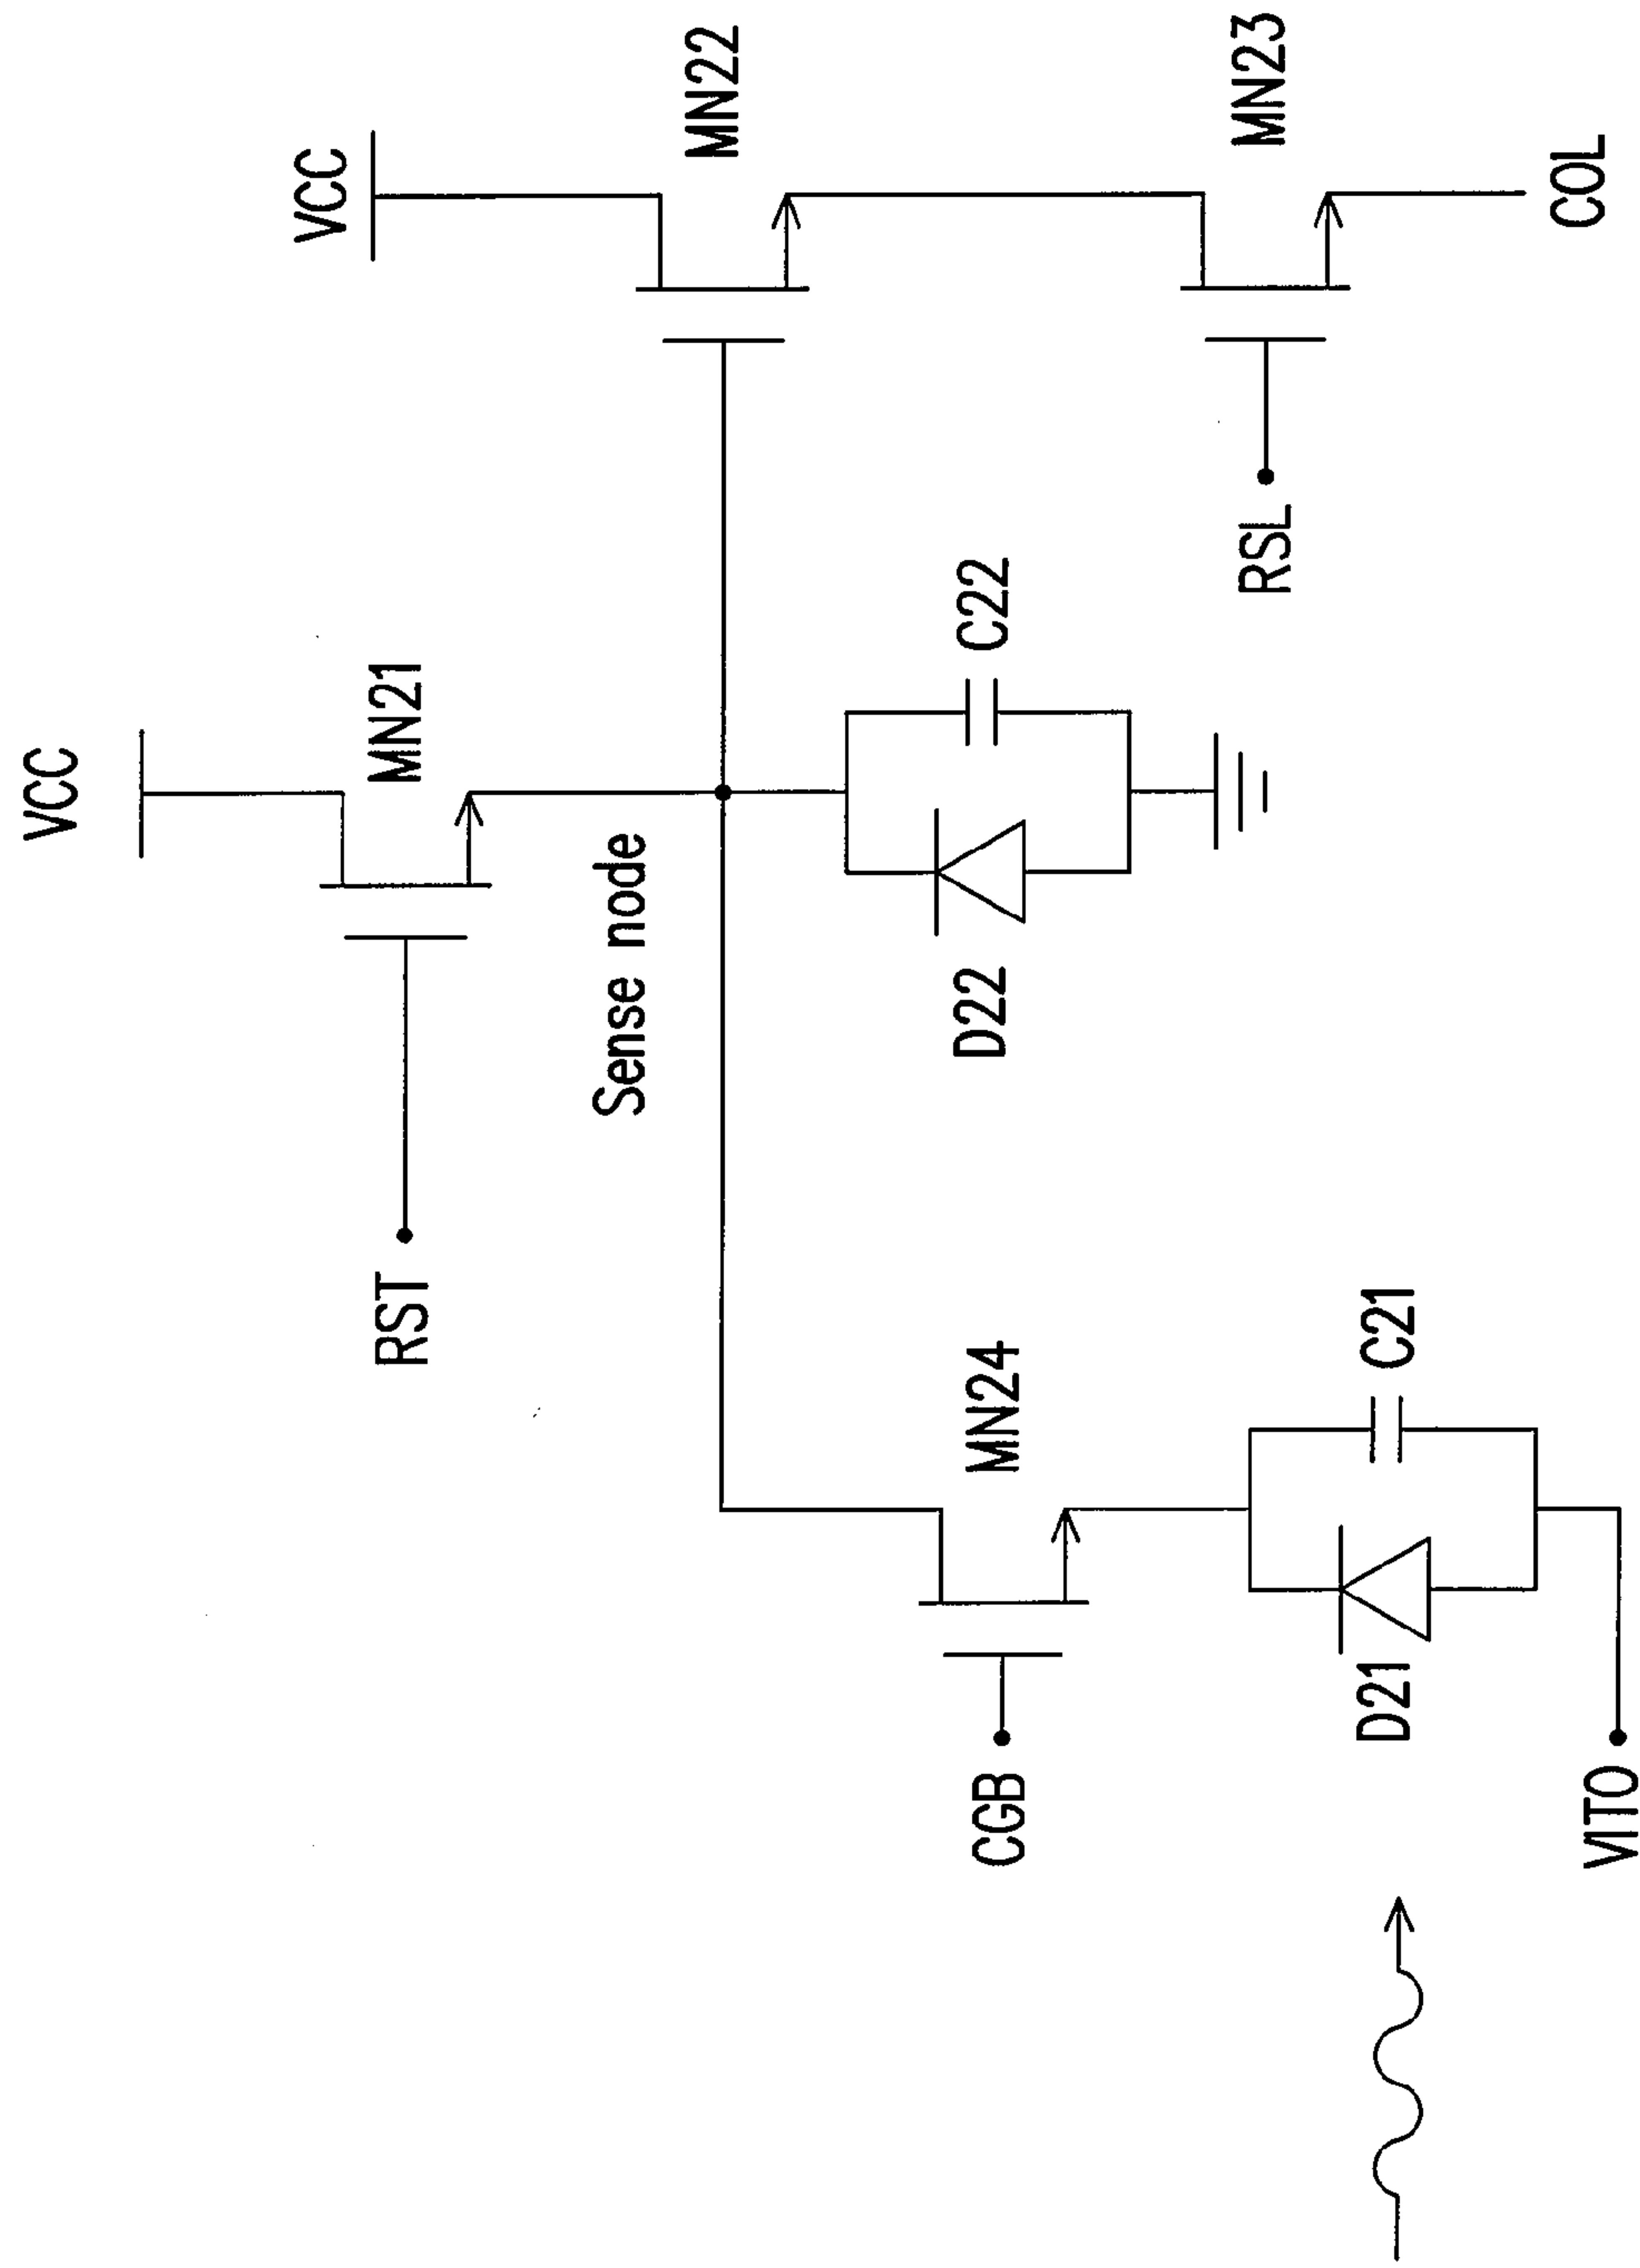 VCC
MN21
RST
Sense node
VCC
MN22
MN24
CGB
D22
C22
RSL
MN23
D21
C21
VITO
COL